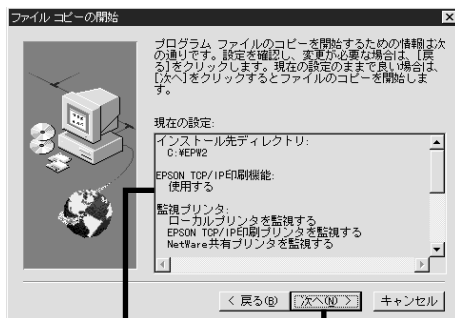 ファイル コピーの開始
プログラム ファイルのコピーを開始するための情報は次
の通りです。設定を確認し、変更が必要な場合は、[戻
る]をクリックします。現在の設定のままで良い場合は、
[次へ]をクリックするとファイルのコピーを開始しま
す。
現在の設定:
インストール先ディレクトリ:
C:¥EPW2
EPSON TCP/IP印刷機能:
使用する
監視プリンタ:
ローカルプリンタを監視する
EPSON TCP/IP印刷プリンタを監視する
NetWare共有プリンタを監視する
< 戻る(B) 次へ(N) > キャンセル